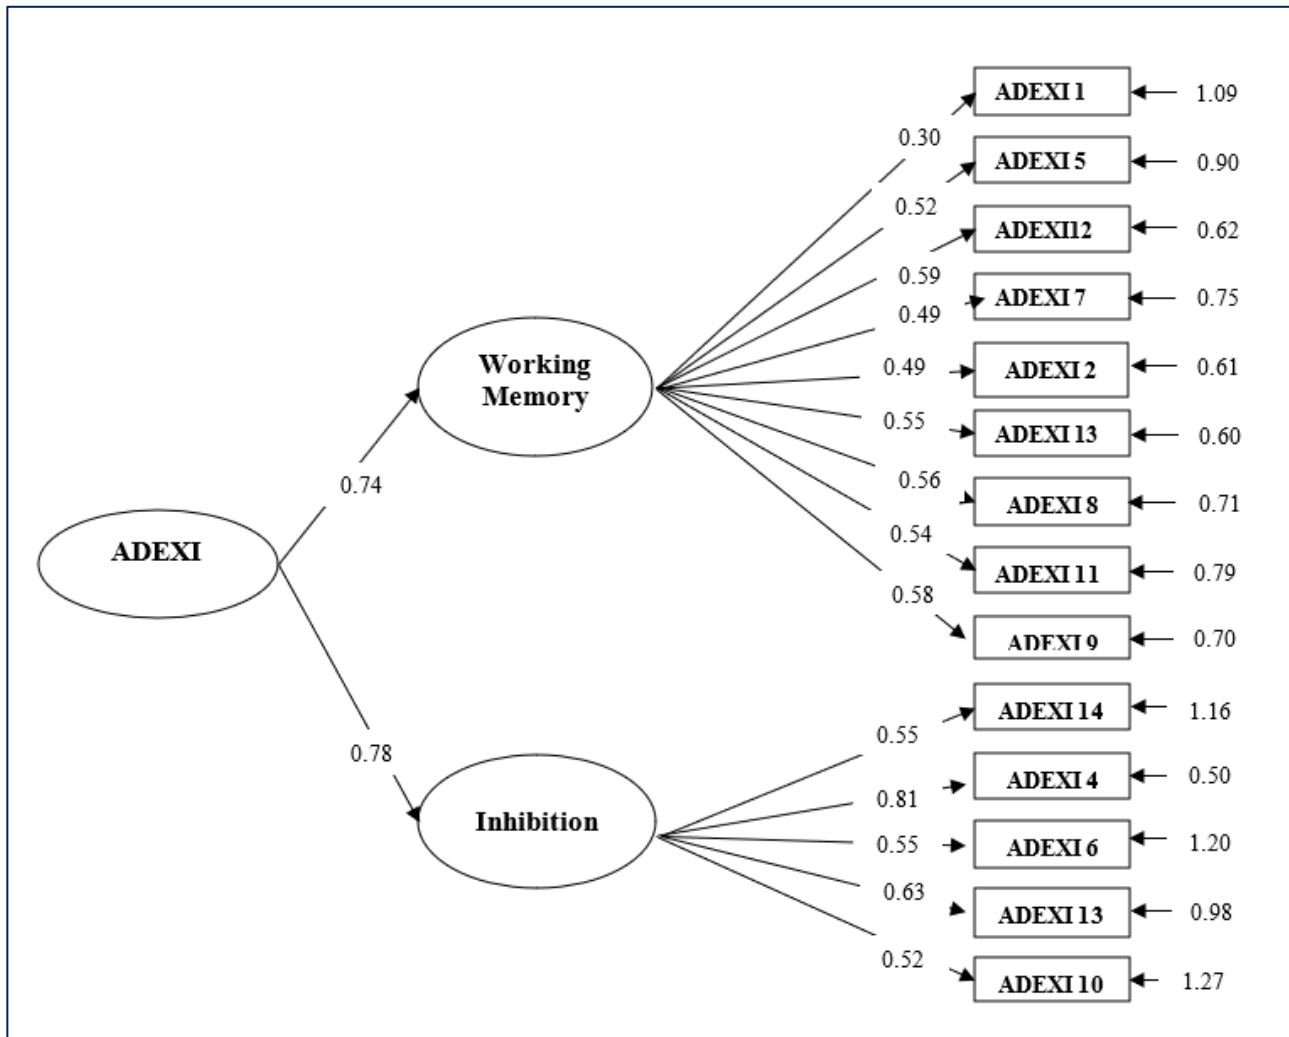 ADEXI 1
1.09
0.30
ADEXI 5
0.90
0.52
ADEXI12
0.62
0.59
ADEXI 7
0.75
0.49
Working
Memory
ADEXI 2
0.61
0.49
ADEXI 13
0.60
0.55
0.74
0.56
ADEXI 8
0.71
0.54
ADEXI
ADEXI 11
0.79
0.58
ADEXI 9
0.70
ADEXI 14
1.16
0.55
0.78
ADEXI 4
0.50
0.81
Inhibition
0.55
ADEXI 6
1.20
0.63
ADEXI 13
0.98
0.52
ADEXI 10
1.27